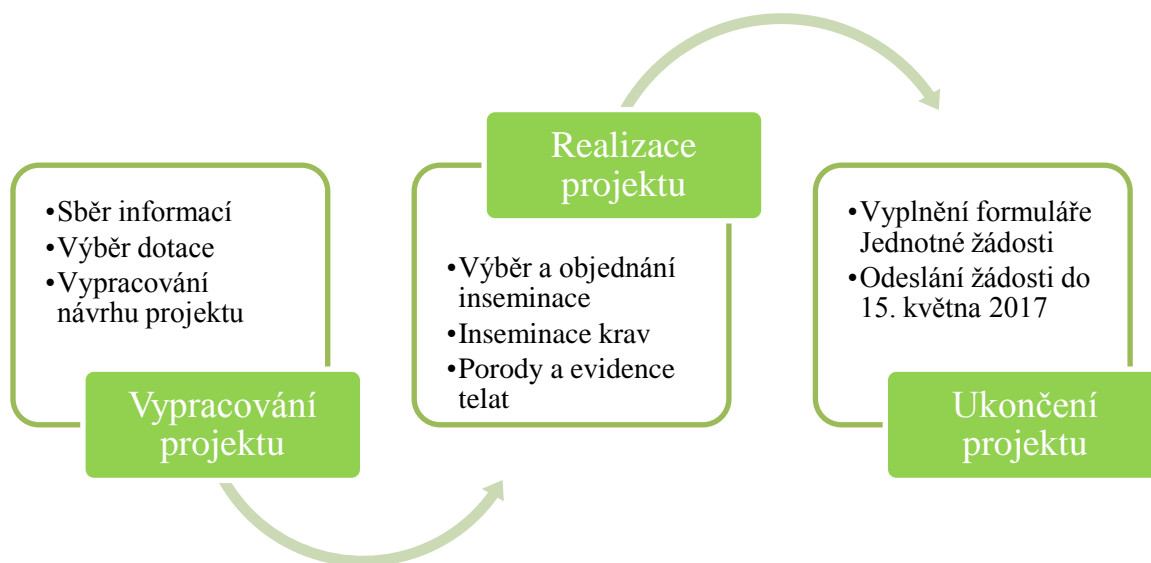 •Sběr informací
•Výběr dotace
•Vypracování
návrhu projektu
Vypracování
projektu
Realizace
projektu
•Výběr a objednání
inseminace
•Inseminace krav
•Porody a evidence
telat
•Vyplnění formuláře
Jednotné žádosti
•Odeslání žádosti do
15. května 2017
Ukončení
projektu